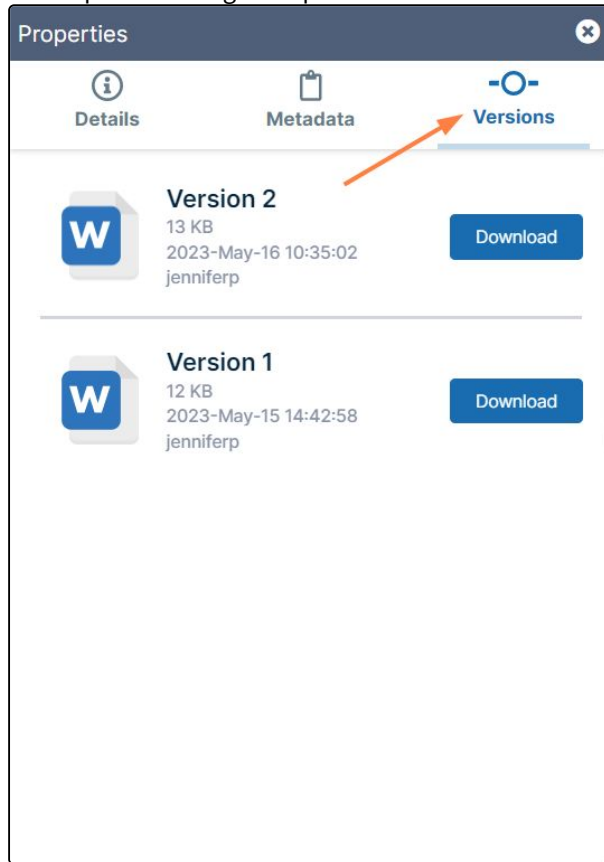 Properties
Details Metadata Versions
W
Version 2
13 KB
2023-May-16 10:35:02
jenniferp
Download
W
Version 1
12 KB
2023-May-15 14:42:58
jenniferp
Download